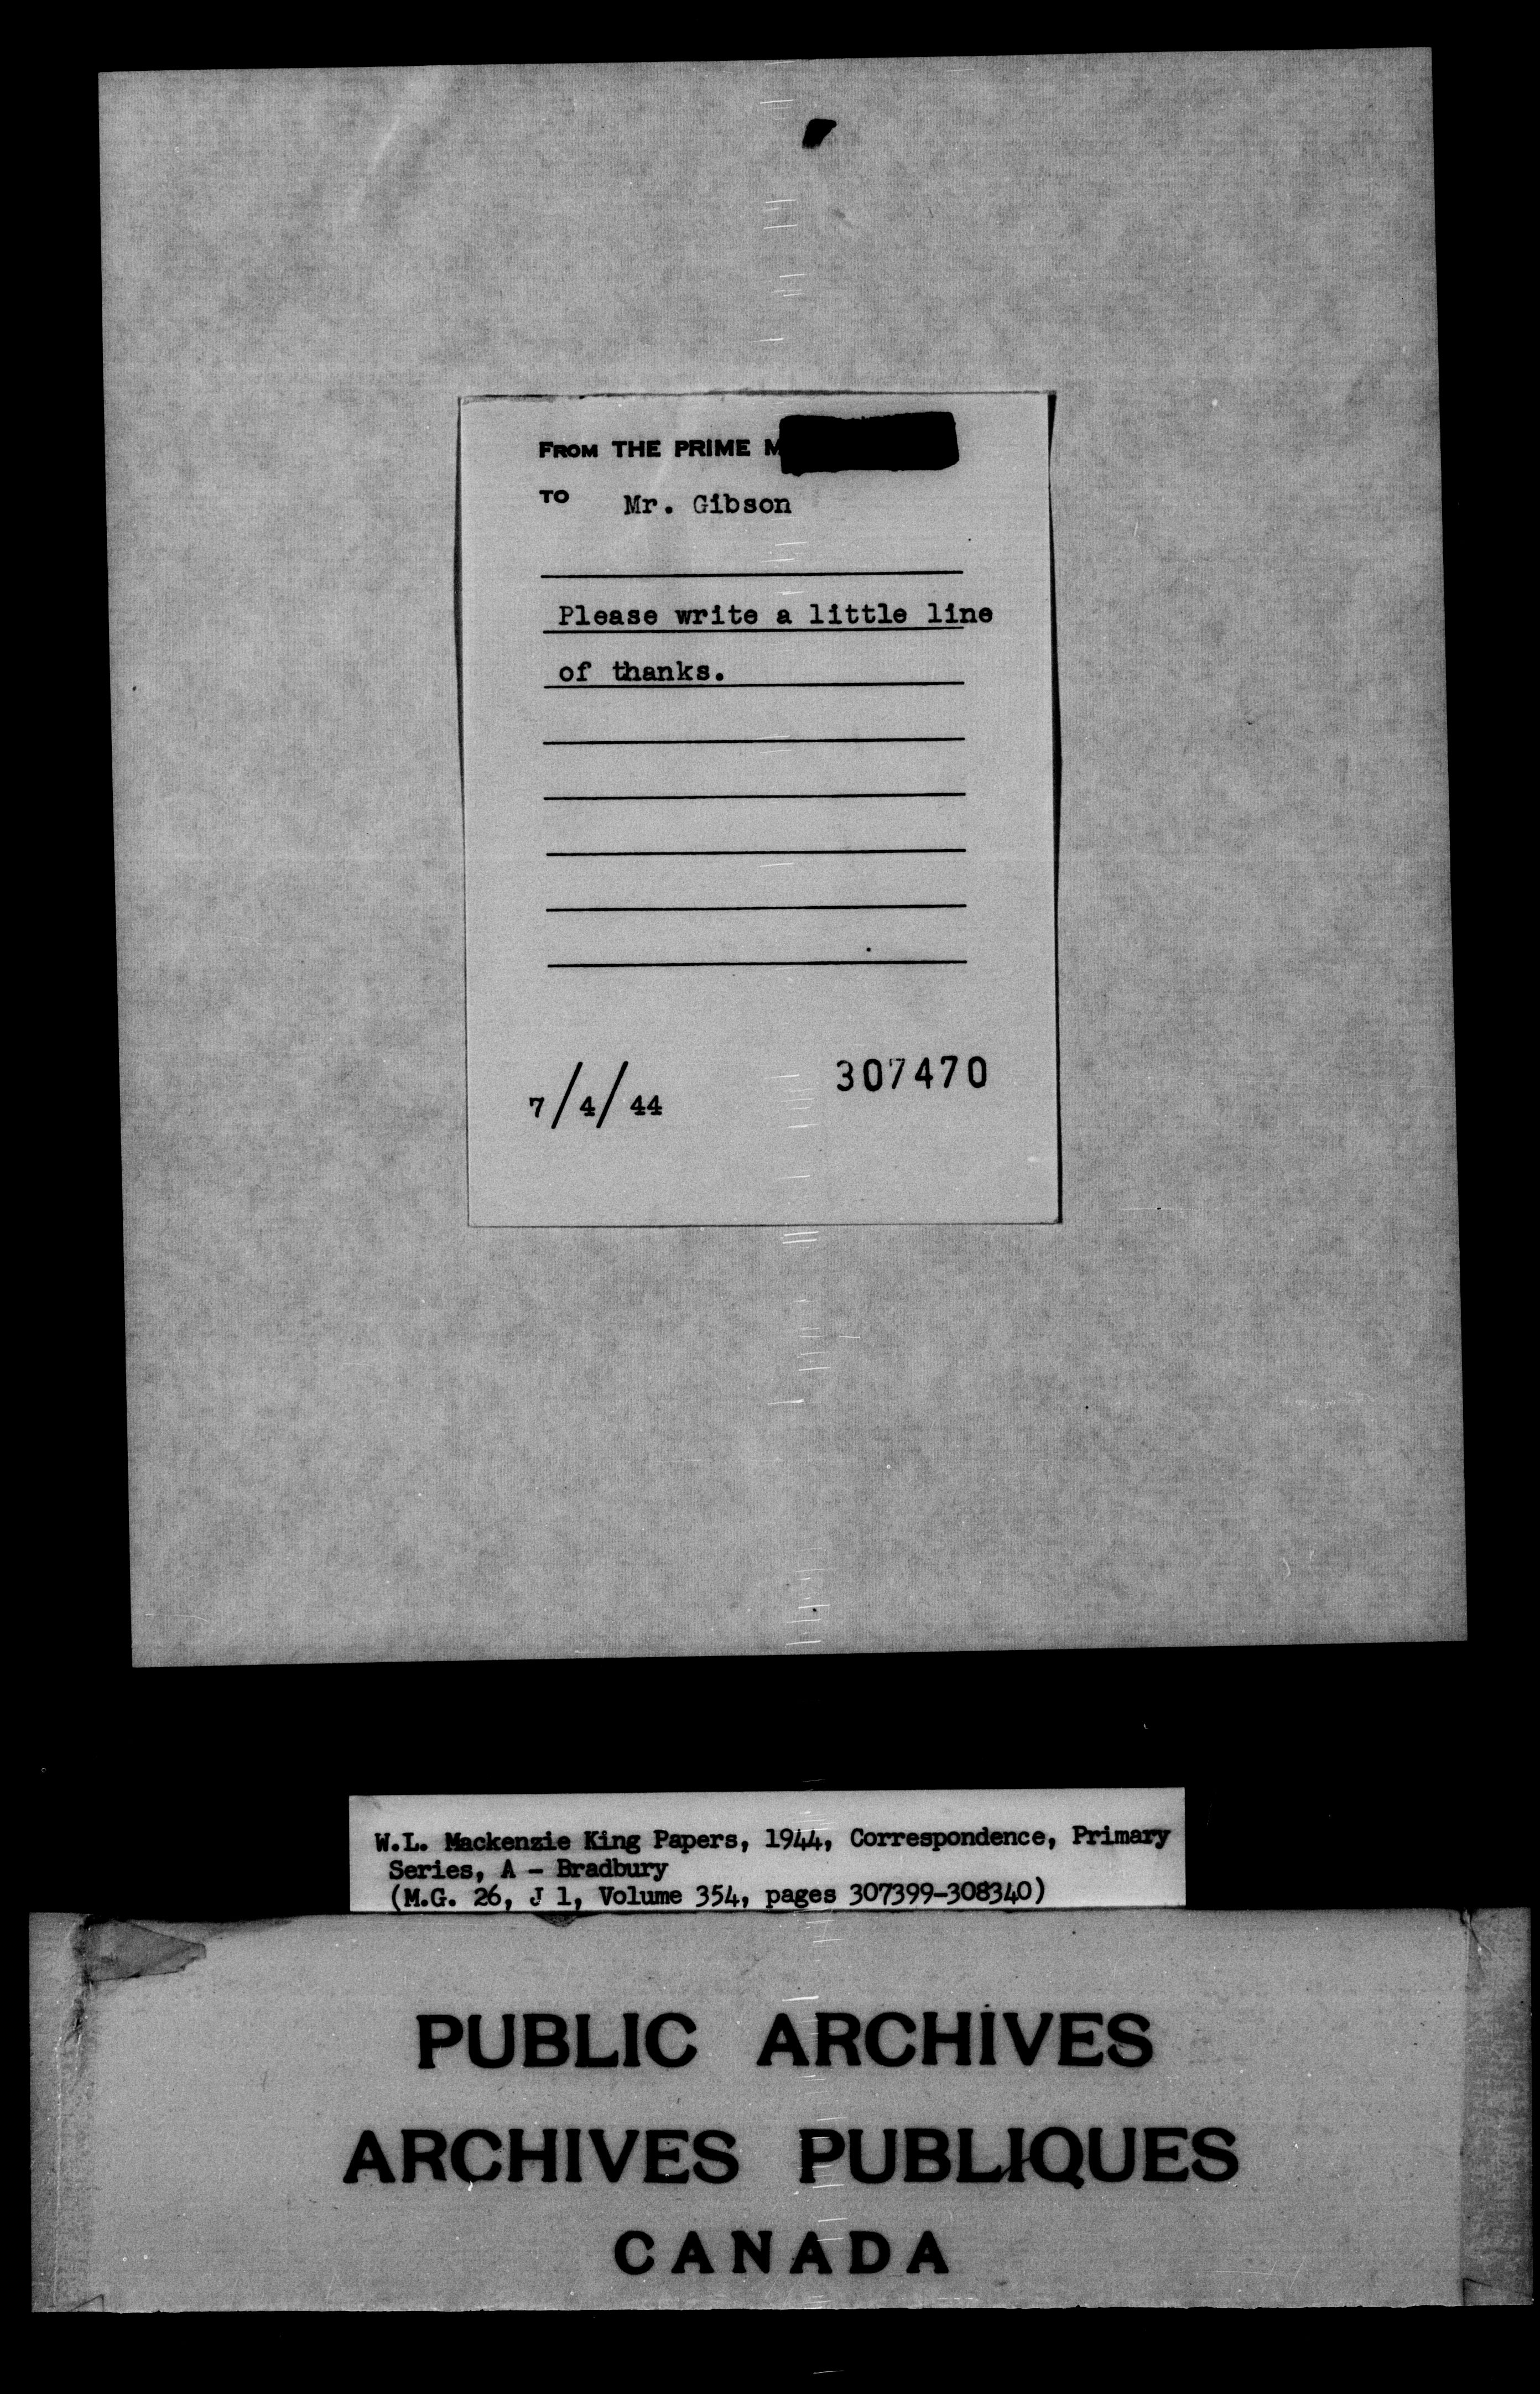 FROM THE PRIME M
TO Mr. Gibson
Please write a little line
of thanks.
7/4/44
307470
W.L. Mackenzie King Papers, 1944, Correspondence, Primary
Series, A - Bradbury
(M.G. 26, J 1, Volume 354, pages 307399-308340)
PUBLIC ARCHIVES
ARCHIVES PUBLIQUES
CANADA